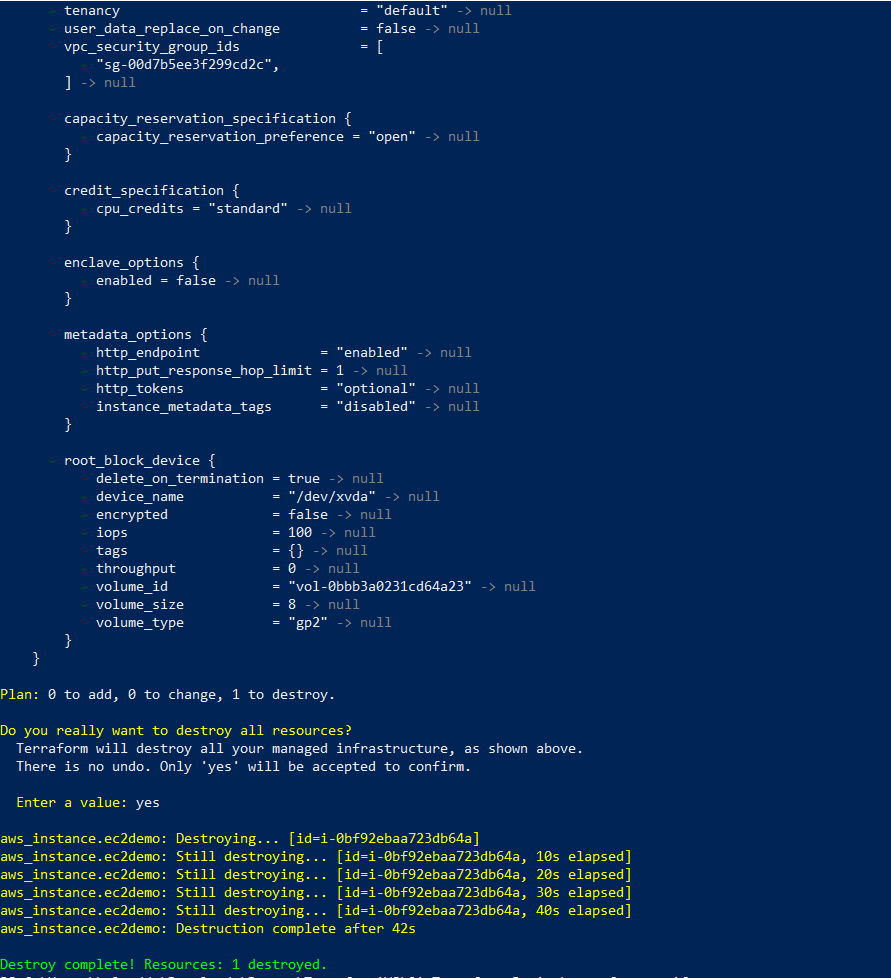 tenancy = "default" -> null
user_data_replace_on_change = false -> null
vpc_security_group_ids = [
"sg-00d7b5ee3f299cd2c",
] -> null
capacity_reservation_specification {
capacity_reservation_preference = "open" -> null
}
credit_specification {
cpu_credits = "standard" -> null
}
enclave_options {
enabled = false -> null
}
metadata_options {
http_endpoint = "enabled" -> null
http_put_response_hop_limit = 1 -> null
http_tokens = "optional" -> null
instance_metadata_tags = "disabled" -> null
}
root_block_device {
delete_on_termination = true -> null
device_name = "/dev/xvda" -> null
encrypted = false -> null
iops = 100 -> null
tags = {} -> null
throughput = 0 -> null
volume_id = "vol-0bbb3a0231cd64a23" -> null
volume_size = 8 -> null
volume_type = "gp2" -> null
}
}
Plan: 0 to add, 0 to change, 1 to destroy.
Do you really want to destroy all resources?
Terraform will destroy all your managed infrastructure, as shown above.
There is no undo. Only 'yes' will be accepted to confirm.
Enter a value: yes
aws_instance.ec2demo: Destroying... [id=i-0bf92ebaa723db64a]
aws_instance.ec2demo: Still destroying... [id=i-0bf92ebaa723db64a, 10s elapsed]
aws_instance.ec2demo: Still destroying... [id=i-0bf92ebaa723db64a, 20s elapsed]
aws_instance.ec2demo: Still destroying... [id=i-0bf92ebaa723db64a, 30s elapsed]
aws_instance.ec2demo: Still destroying... [id=i-0bf92ebaa723db64a, 40s elapsed]
aws_instance.ec2demo: Destruction complete after 42s
Destroy complete! Resources: 1 destroyed.